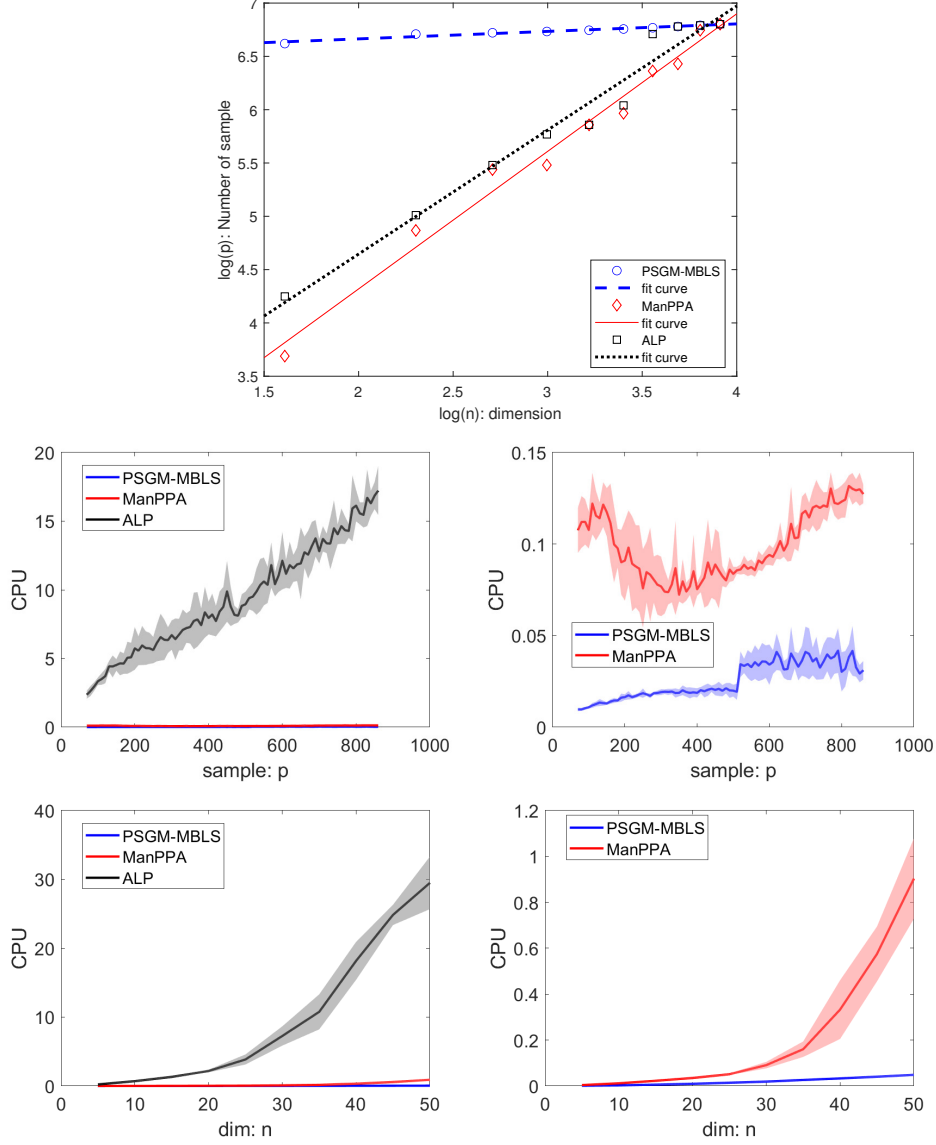 7
6.5
6
5.5
5
4.5
4
3.5
log(p): Number of sample
PSGM-MBLS
fit curve
ManPPA
fit curve
ALP
fit curve
1.5 2 2.5 3 3.5 4
log(n): dimension
20
15
10
5
0
CPU
PSGM-MBLS
ManPPA
ALP
0 200 400 600 800 1000
sample: p
0.15
0.1
0.05
0
CPU
PSGM-MBLS
ManPPA
0 200 400 600 800 1000
sample: p
40
30
20
10
0
CPU
PSGM-MBLS
ManPPA
ALP
0 10 20 30 40 50
dim: n
1.2
1
0.8
0.6
0.4
0.2
0
CPU
PSGM-MBLS
ManPPA
0 10 20 30 40 50
dim: n